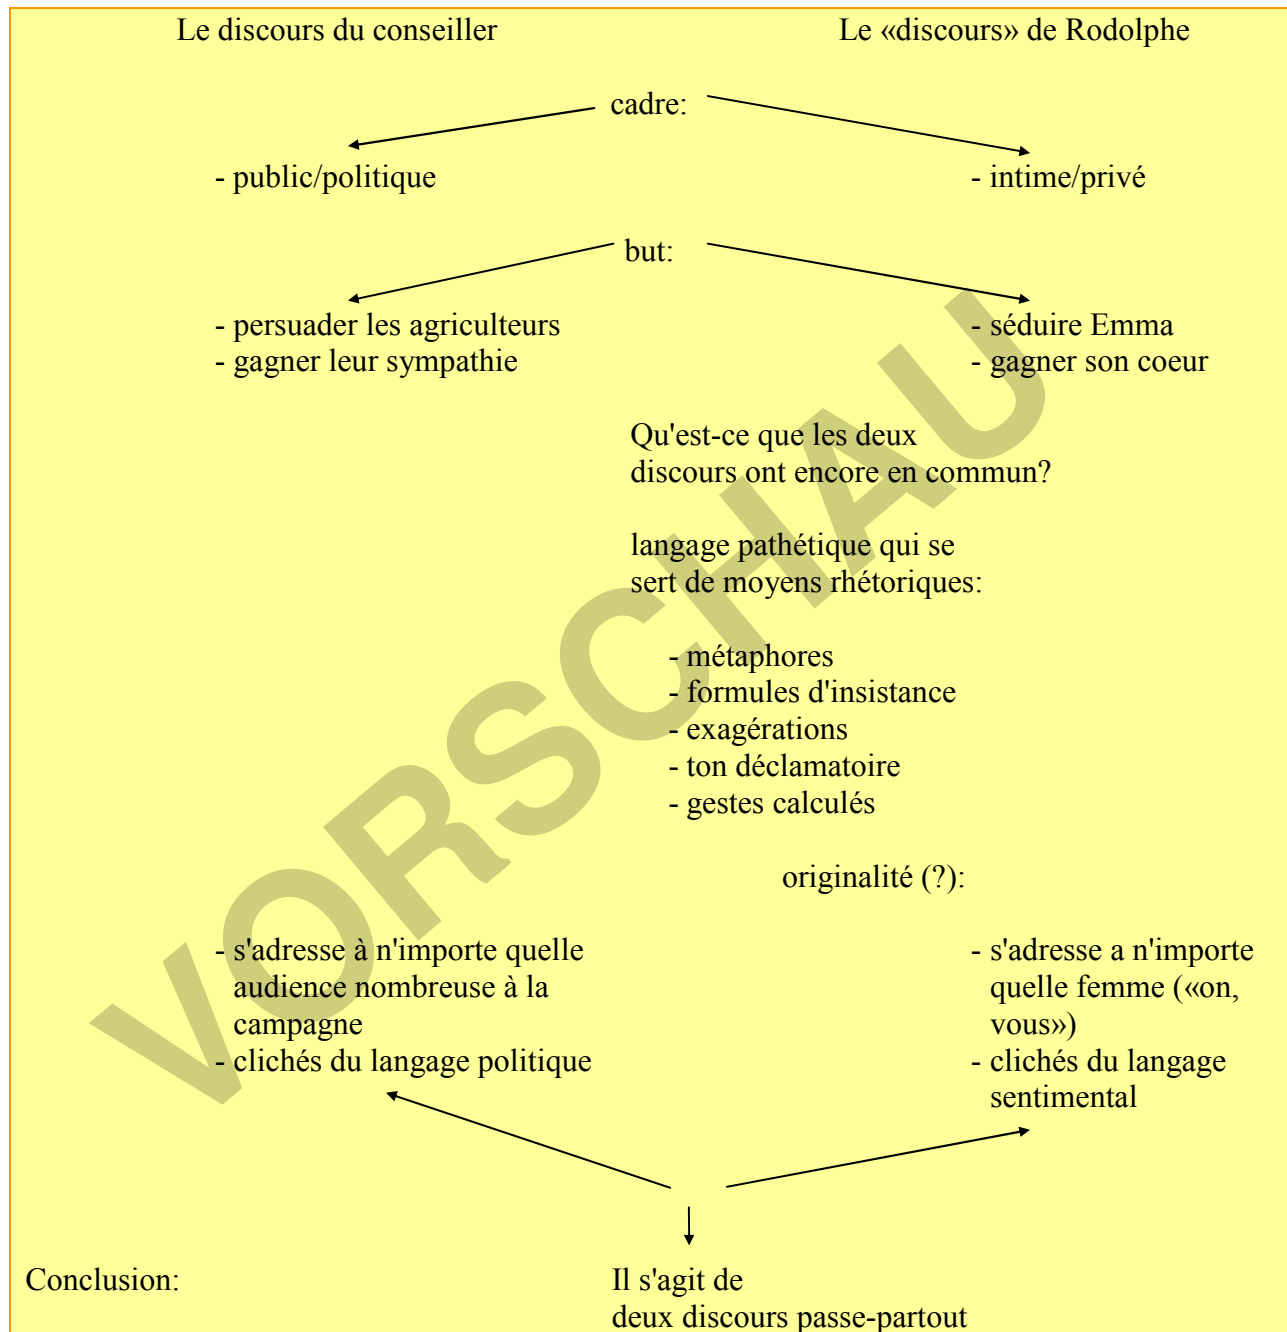 Le discours du conseiller
Le «discours» de Rodolphe
cadre:
- public/politique
- intime/privé
but:
- persuader les agriculteurs
- gagner leur sympathie
- séduire Emma
- gagner son coeur
Qu'est-ce que les deux
discours ont encore en commun?
langage pathétique qui se
sert de moyens rhétoriques:
- métaphores
- formules d'insistance
- exagérations
- ton déclamatoire
- gestes calculés
originalité (?):
- s'adresse à n'importe quelle
audience nombreuse à la
campagne
- clichés du langage politique
- s'adresse a n'importe
quelle femme («on,
vous»)
- clichés du langage
sentimental
Conclusion:
Il s'agit de
deux discours passe-partout
VORSCHAU